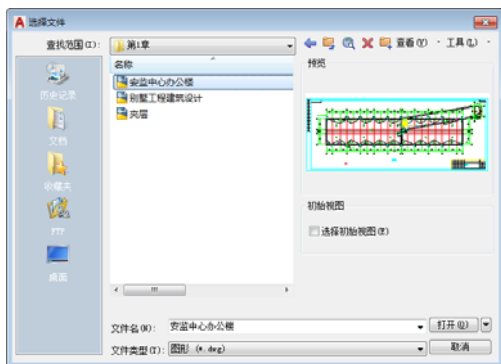 选择文件
查找范围(I): 第1章 查看(V) 工具(L)
名称 预览
安监中心办公楼
别墅工程建筑设计
夹层
历史记录
文档
收藏夹
FTP
桌面
初始视图
选择初始视图(E)
文件名(N): 安监中心办公楼 打开(O)
文件类型(T): 图形 (*.dwg) 取消